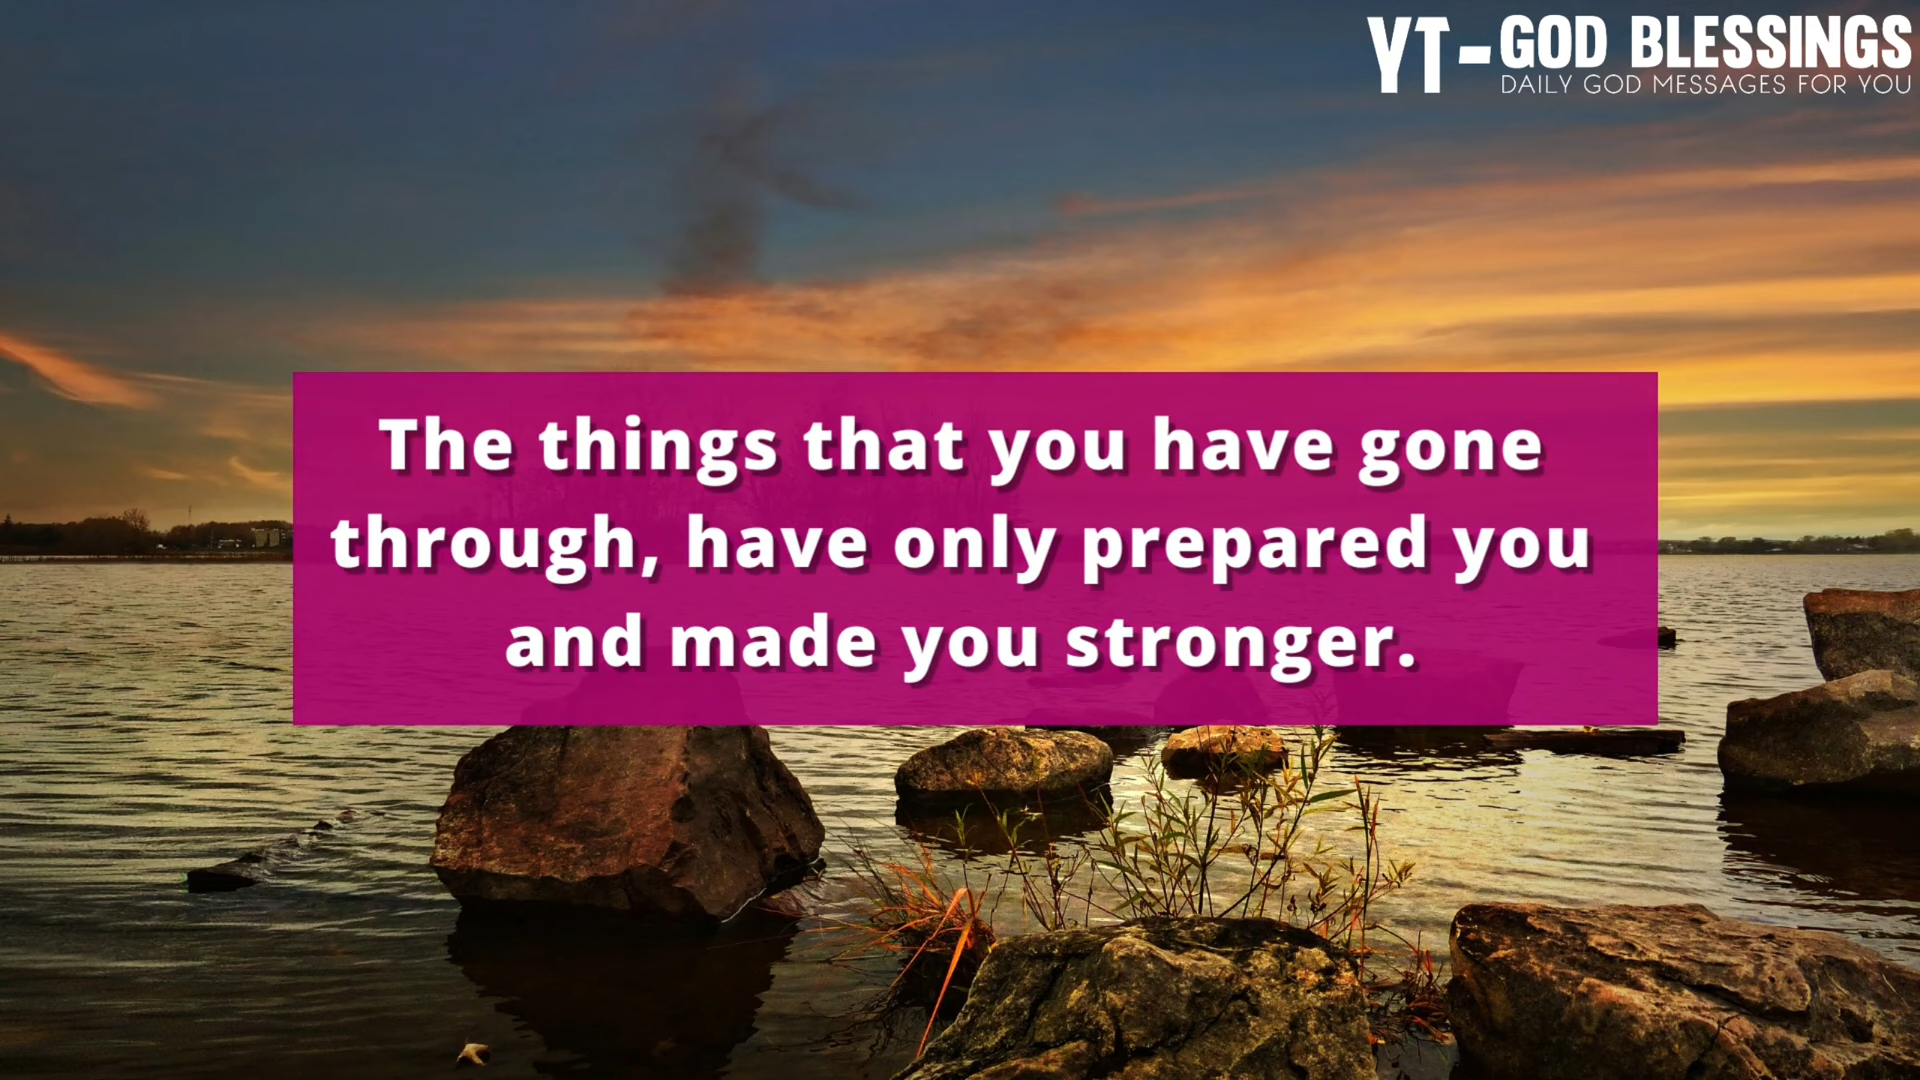 YT-GOD BLESSINGS
DAILY GOD MESSAGES FOR YOU
The things that you have gone
through, have only prepared you
and made you stronger.